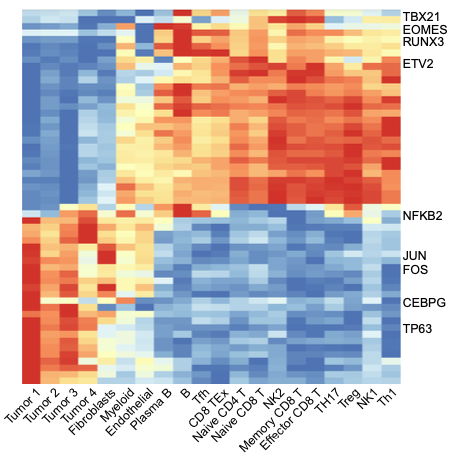 TBX21
EOMES
RUNX3
ETV2
NFKB2
JUN
FOS
CEBPG
TP63
Tumor 1
Tumor 2
Tumor 3
Tumor 4
Fibroblasts
Myeloid
Endothelial
Plasma B
B
Tfh
CD8 TEx
Naive CD4 T
Naive CD8 T
NK2
Memory CD8 T
Effector CD8 T
TH17
Treg
NK1
Th1